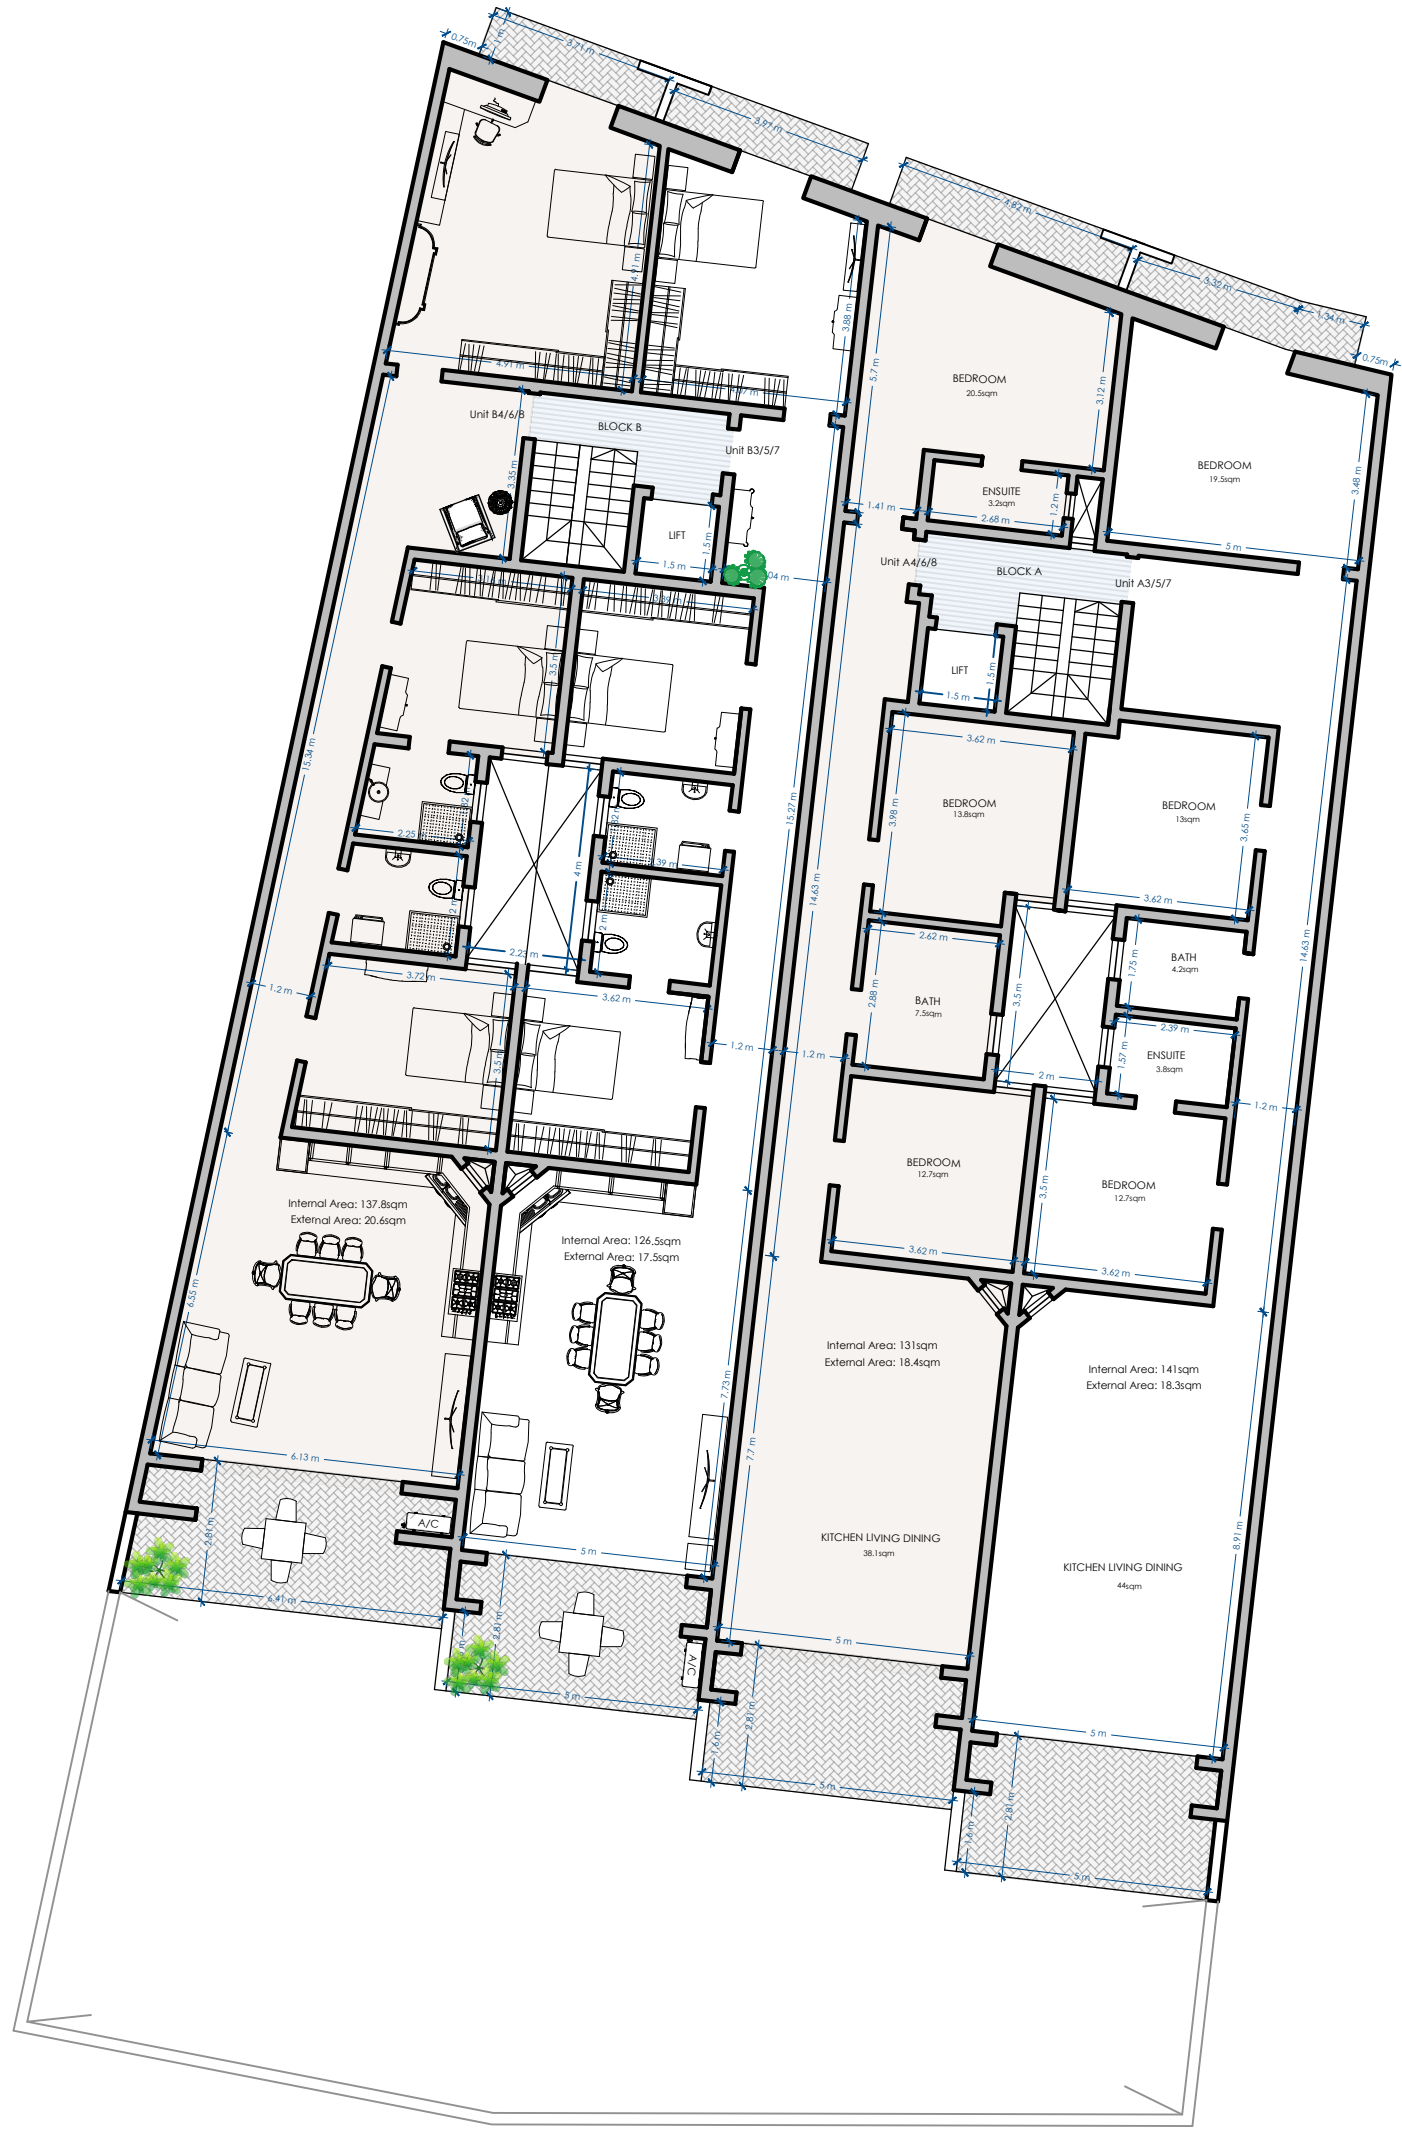 0.75m
1 m
3.71 m
3.97 m
4.82 m
3.32 m
1.34 m
0.75m
4.91 m
3.88 m
5.7 m
3.12 m
BEDROOM
20.5sqm
BEDROOM
19.5sqm
3.48 m
4.91 m
Unit B4/6/8
BLOCK B
Unit B3/5/7
3.35 m
ENSUITE
3.2sqm
1.2 m
1.41 m
2.68 m
5 m
LIFT
1.5 m
1.5 m
Unit A4/6/8
BLOCK A
Unit A3/5/7
3.5 m
LIFT
1.5 m
1.5 m
3.62 m
15.34 m
15.27 m
3.98 m
BEDROOM
13.8sqm
BEDROOM
13sqm
3.65 m
2.25 m
4 m
3.62 m
14.63 m
14.63 m
2.62 m
2.23 m
3.72 m
3.62 m
1.2 m
BATH
7.5sqm
2.88 m
3.5 m
1.75 m
BATH
4.2sqm
2.39 m
1.57 m
ENSUITE
3.8sqm
2 m
1.2 m
1.2 m
1.2 m
3.5 m
BEDROOM
12.7sqm
3.5 m
BEDROOM
12.7sqm
3.62 m
3.62 m
Internal Area: 137.8sqm
External Area: 20.6sqm
Internal Area: 126.5sqm
External Area: 17.5sqm
6.55 m
Internal Area: 131sqm
External Area: 18.4sqm
Internal Area: 141sqm
External Area: 18.3sqm
7.73 m
7.7 m
6.13 m
A/C
2.81 m
5 m
KITCHEN LIVING DINING
38.1sqm
8.91 m
KITCHEN LIVING DINING
44sqm
6.41 m
2.81 m
5 m
A/C
5 m
2.81 m
1.6 m
5 m
5 m
2.81 m
1.6 m
5 m